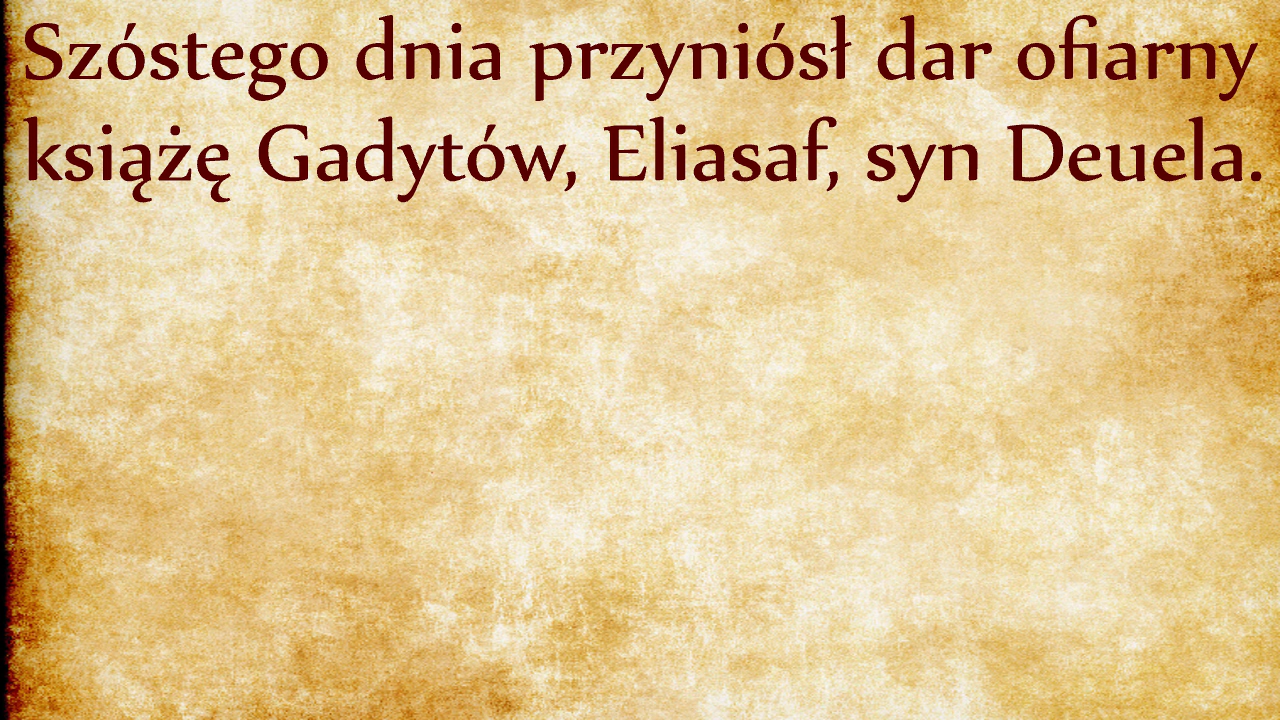 Szóstego dnia przyniósł dar ofiarny
książę Gadytów, Eliasaf, syn Deuela.